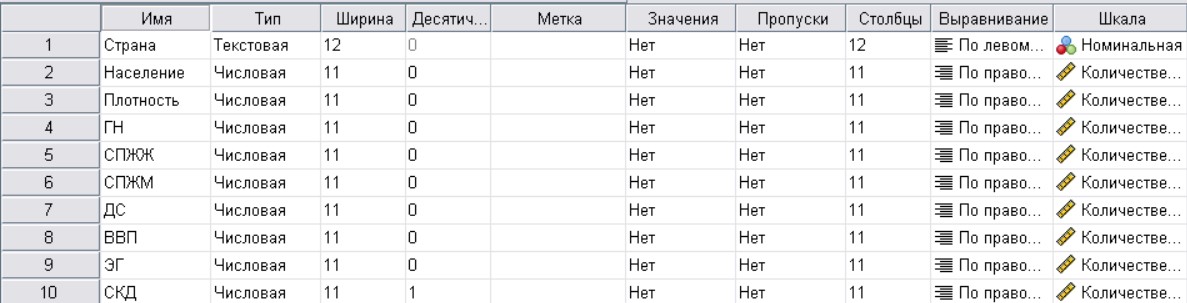 Имя Тип Ширина Десятич... Метка Значения Пропуски Столбцы Выравнивание Шкала
1 Страна Текстовая 12 0 Нет Нет 12 По левом... Номинальная
2 Население Числовая 11 0 Нет Нет 11 По право... Количестве...
3 Плотность Числовая 11 0 Нет Нет 11 По право... Количестве...
4 ГН Числовая 11 0 Нет Нет 11 По право... Количестве...
5 СПЖЖ Числовая 11 0 Нет Нет 11 По право... Количестве...
6 СПЖМ Числовая 11 0 Нет Нет 11 По право... Количестве...
7 ДС Числовая 11 0 Нет Нет 11 По право... Количестве...
8 ВВП Числовая 11 0 Нет Нет 11 По право... Количестве...
9 ЭГ Числовая 11 0 Нет Нет 11 По право... Количестве...
10 СКД Числовая 11 1 Нет Нет 11 По право... Количестве...